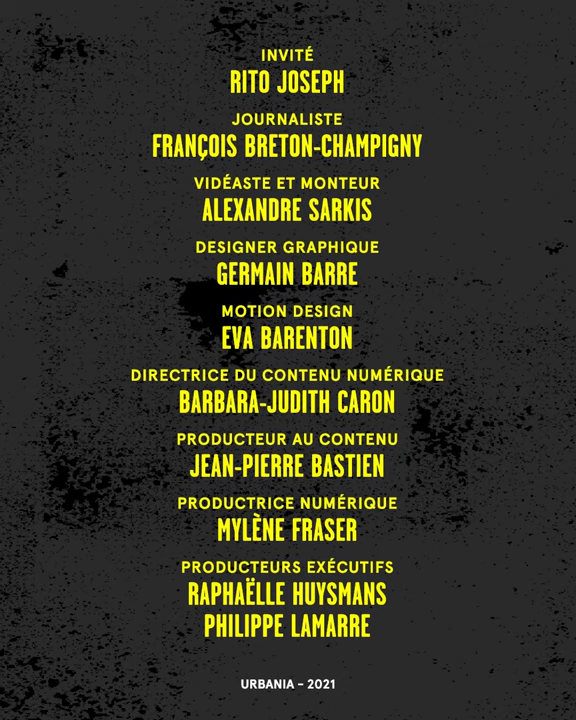 INVITÉ
RITO JOSEPH
JOURNALISTE
FRANÇOIS BRETON-CHAMPIGNY
VIDÉASTE ET MONTEUR
ALEXANDRE SARKIS
DESIGNER GRAPHIQUE
GERMAIN BARRE
MOTION DESIGN
EVA BARENTON
DIRECTRICE DU CONTENU NUMÉRIQUE
BARBARA-JUDITH CARON
PRODUCTEUR AU CONTENU
JEAN-PIERRE BASTIEN
PRODUCTRICE NUMÉRIQUE
MYLÈNE FRASER
PRODUCTEURS EXÉCUTIFS
RAPHAËLLE HUYSMANS
PHILIPPE LAMARRE
URBANIA – 2021